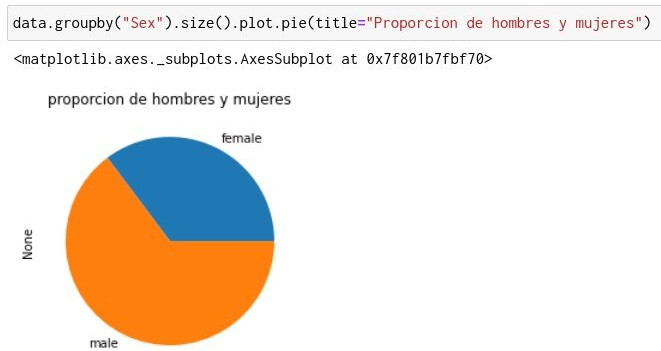 data.groupby("Sex").size().plot.pie(title="Proporcion de hombres y mujeres")
<matplotlib.axes._subplots.AxesSubplot at 0x7f801b7fbf70>
proporcion de hombres y mujeres
female
None
male